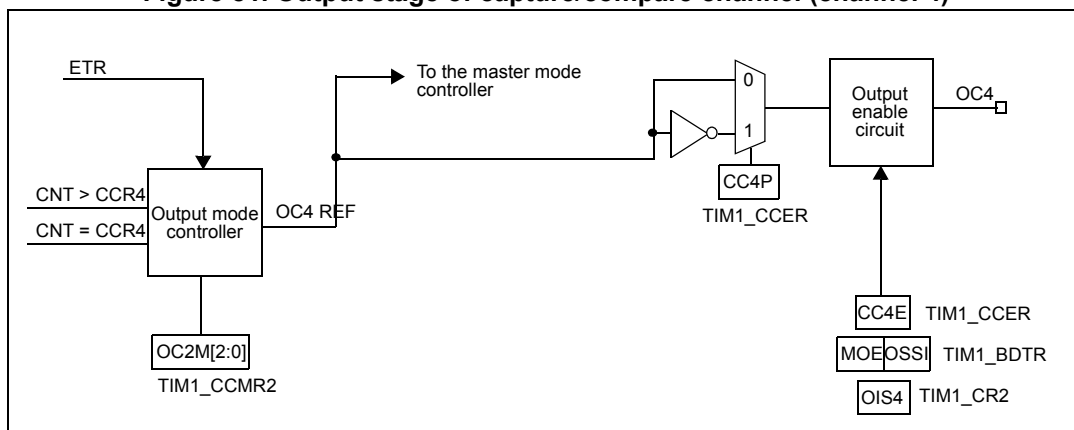 Figure 81. Output stage of capture/compare channel (channel 4)
ETR
To the master mode
controller
0
1
Output
enable
circuit
OC4
CC4P
TIM1_CCER
CNT > CCR4
CNT = CCR4
Output mode
controller
OC4 REF
OC2M[2:0]
TIM1_CCMR2
CC4E
TIM1_CCER
MOE
OSSI
TIM1_BDTR
OIS4
TIM1_CR2